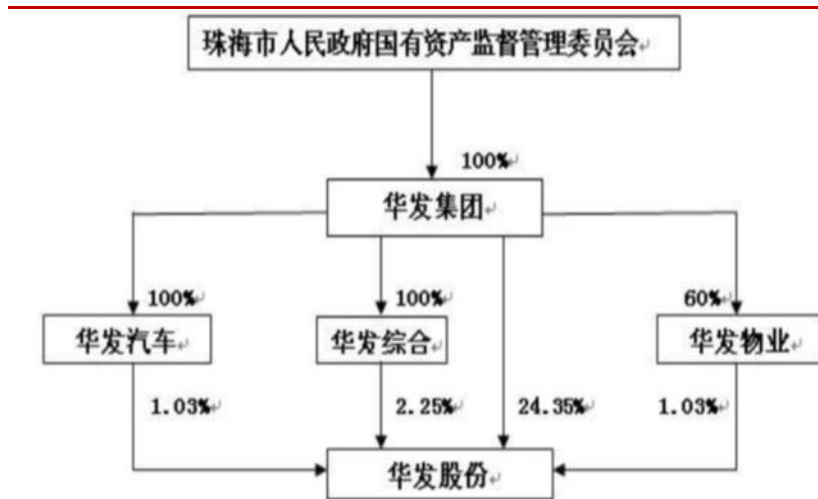 珠海市人民政府国有资产监督管理委员会
100%
华发集团
100%
100%
60%
华发汽车
华发综合
华发物业
1.03%
2.25%
24.35%
1.03%
华发股份